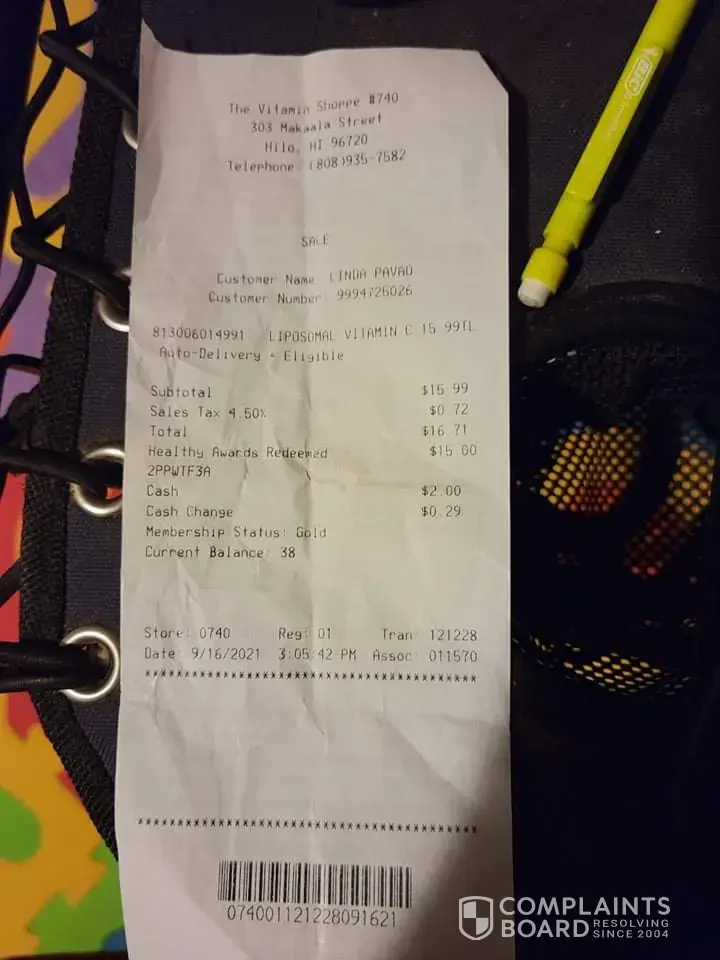 The Vitamin Shoppe #740
303 Makaala Street
Hilo, HI 96720
Telephone: (808)935-7582
SALE
Customer Name: LINDA PAVAO
Customer Number: 9994726026
813006014991 LIPOSOMAL VITAMIN C 15.99TL
Auto-Delivery - Eligible
Subtotal $15.99
Sales Tax 4.50% $0.72
Total $16.71
Healthy Awards Redeemed $15.00
2PPWTF3A
Cash $2.00
Cash Change $0.29
Membership Status: Gold
Current Balance: 38
Store: 0740 Reg: 01 Tran: 121228
Date: 9/16/2021 3:05:42 PM Assoc: 011570
*******************************************
*******************************************
074001121228091621
BIC
COMPLAINTS
BOARD RESOLVING SINCE 2004